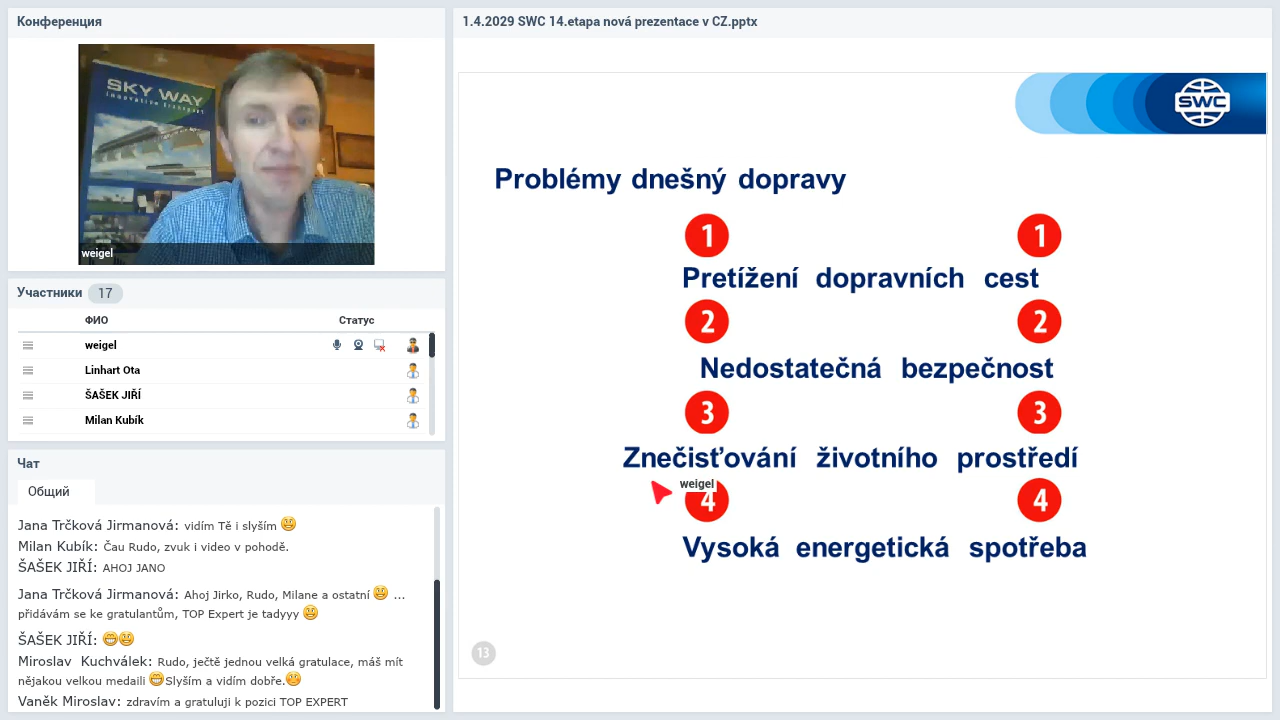 Конференция
SKY WAY
innovative transport
weigel
Участники 17
ФИО Статус
weigel
Linhart Ota
ŠAŠEK JIŘÍ
Milan Kubík
Чат
Общий
Jana Trčková Jirmanová: vidím Tě i slyším
Milan Kubík: Čau Rudo, zvuk i video v pohodě.
ŠAŠEK JIŘÍ: AHOJ JANO
Jana Trčková Jirmanová: Ahoj Jirko, Rudo, Milane a ostatní ...
přidávám se ke gratulantům, TOP Expert je tadyyy
ŠAŠEK JIŘÍ:
Miroslav Kuchválek: Rudo, ječtě jednou velká gratulace, máš mít
nějakou velkou medaili Slyším a vidím dobře.
Vaněk Miroslav: zdravím a gratuluji k pozici TOP EXPERT
1.4.2029 SWC 14.etapa nová prezentace v CZ.pptx
SWC
Problémy dnešný dopravy
1 1
Pretížení dopravních cest
2 2
Nedostatečná bezpečnost
3 3
Znečisťování životního prostředí
weigel
4 4
Vysoká energetická spotřeba
13